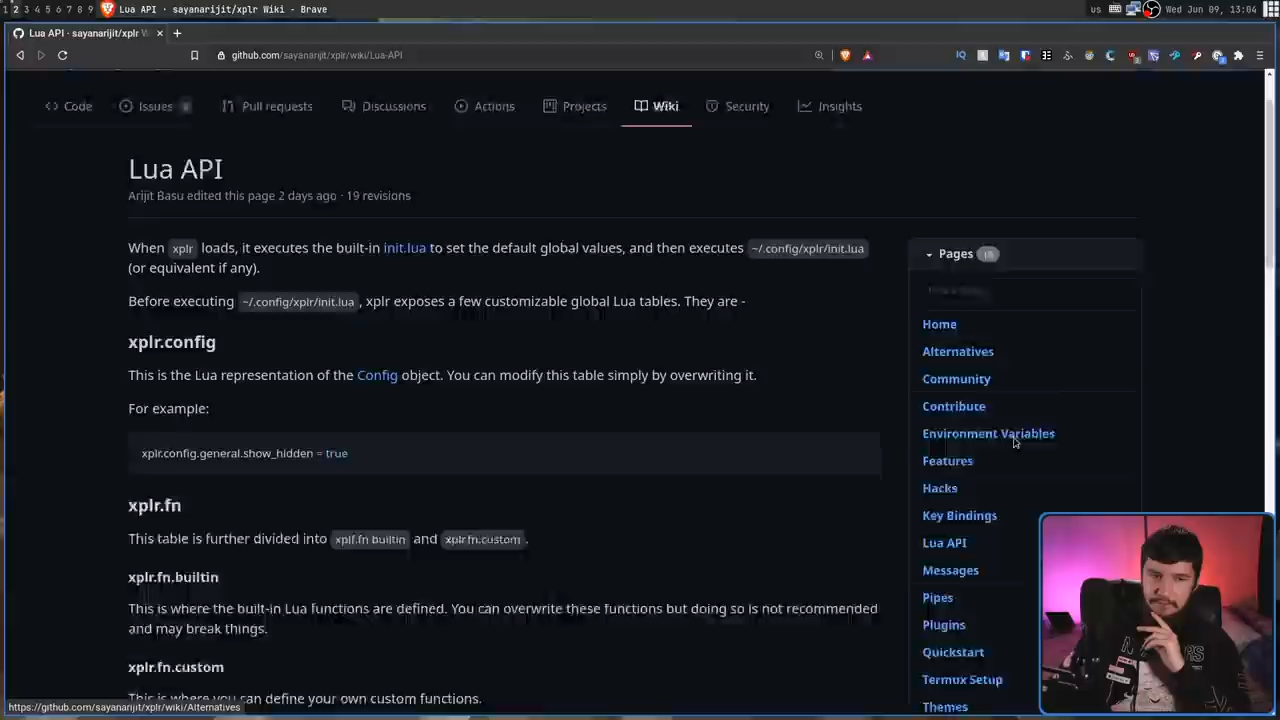 1 2 3 4 5 6 7 8 9 Lua API · sayanarijit/xplr Wiki - Brave us Wed Jun 09, 13:04
Lua API · sayanarijit/xplr W
github.com/sayanarijit/xplr/wiki/Lua-API
Code Issues Pull requests Discussions Actions Projects Wiki Security Insights
Lua API
Arijit Basu edited this page 2 days ago · 19 revisions
When xplr loads, it executes the built-in init.lua to set the default global values, and then executes ~/.config/xplr/init.lua
(or equivalent if any).
Before executing ~/.config/xplr/init.lua, xplr exposes a few customizable global Lua tables. They are -
xplr.config
This is the Lua representation of the Config object. You can modify this table simply by overwriting it.
For example:
xplr.config.general.show_hidden = true
xplr.fn
This table is further divided into xplr.fn.builtin and xplr.fn.custom.
xplr.fn.builtin
This is where the built-in Lua functions are defined. You can overwrite these functions but doing so is not recommended
and may break things.
xplr.fn.custom
This is where you can define your own custom functions.
Pages
Home
Alternatives
Community
Contribute
Environment Variables
Features
Hacks
Key Bindings
Lua API
Messages
Pipes
Plugins
Quickstart
Termux Setup
Themes
https://github.com/sayanarijit/xplr/wiki/Alternatives